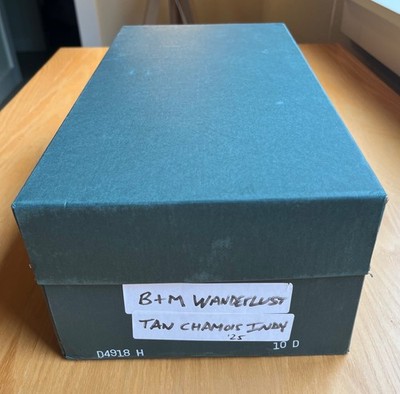 B+M WANDERLUST
TAN CHAMOIS INDY
'25
D4918 H 10 D